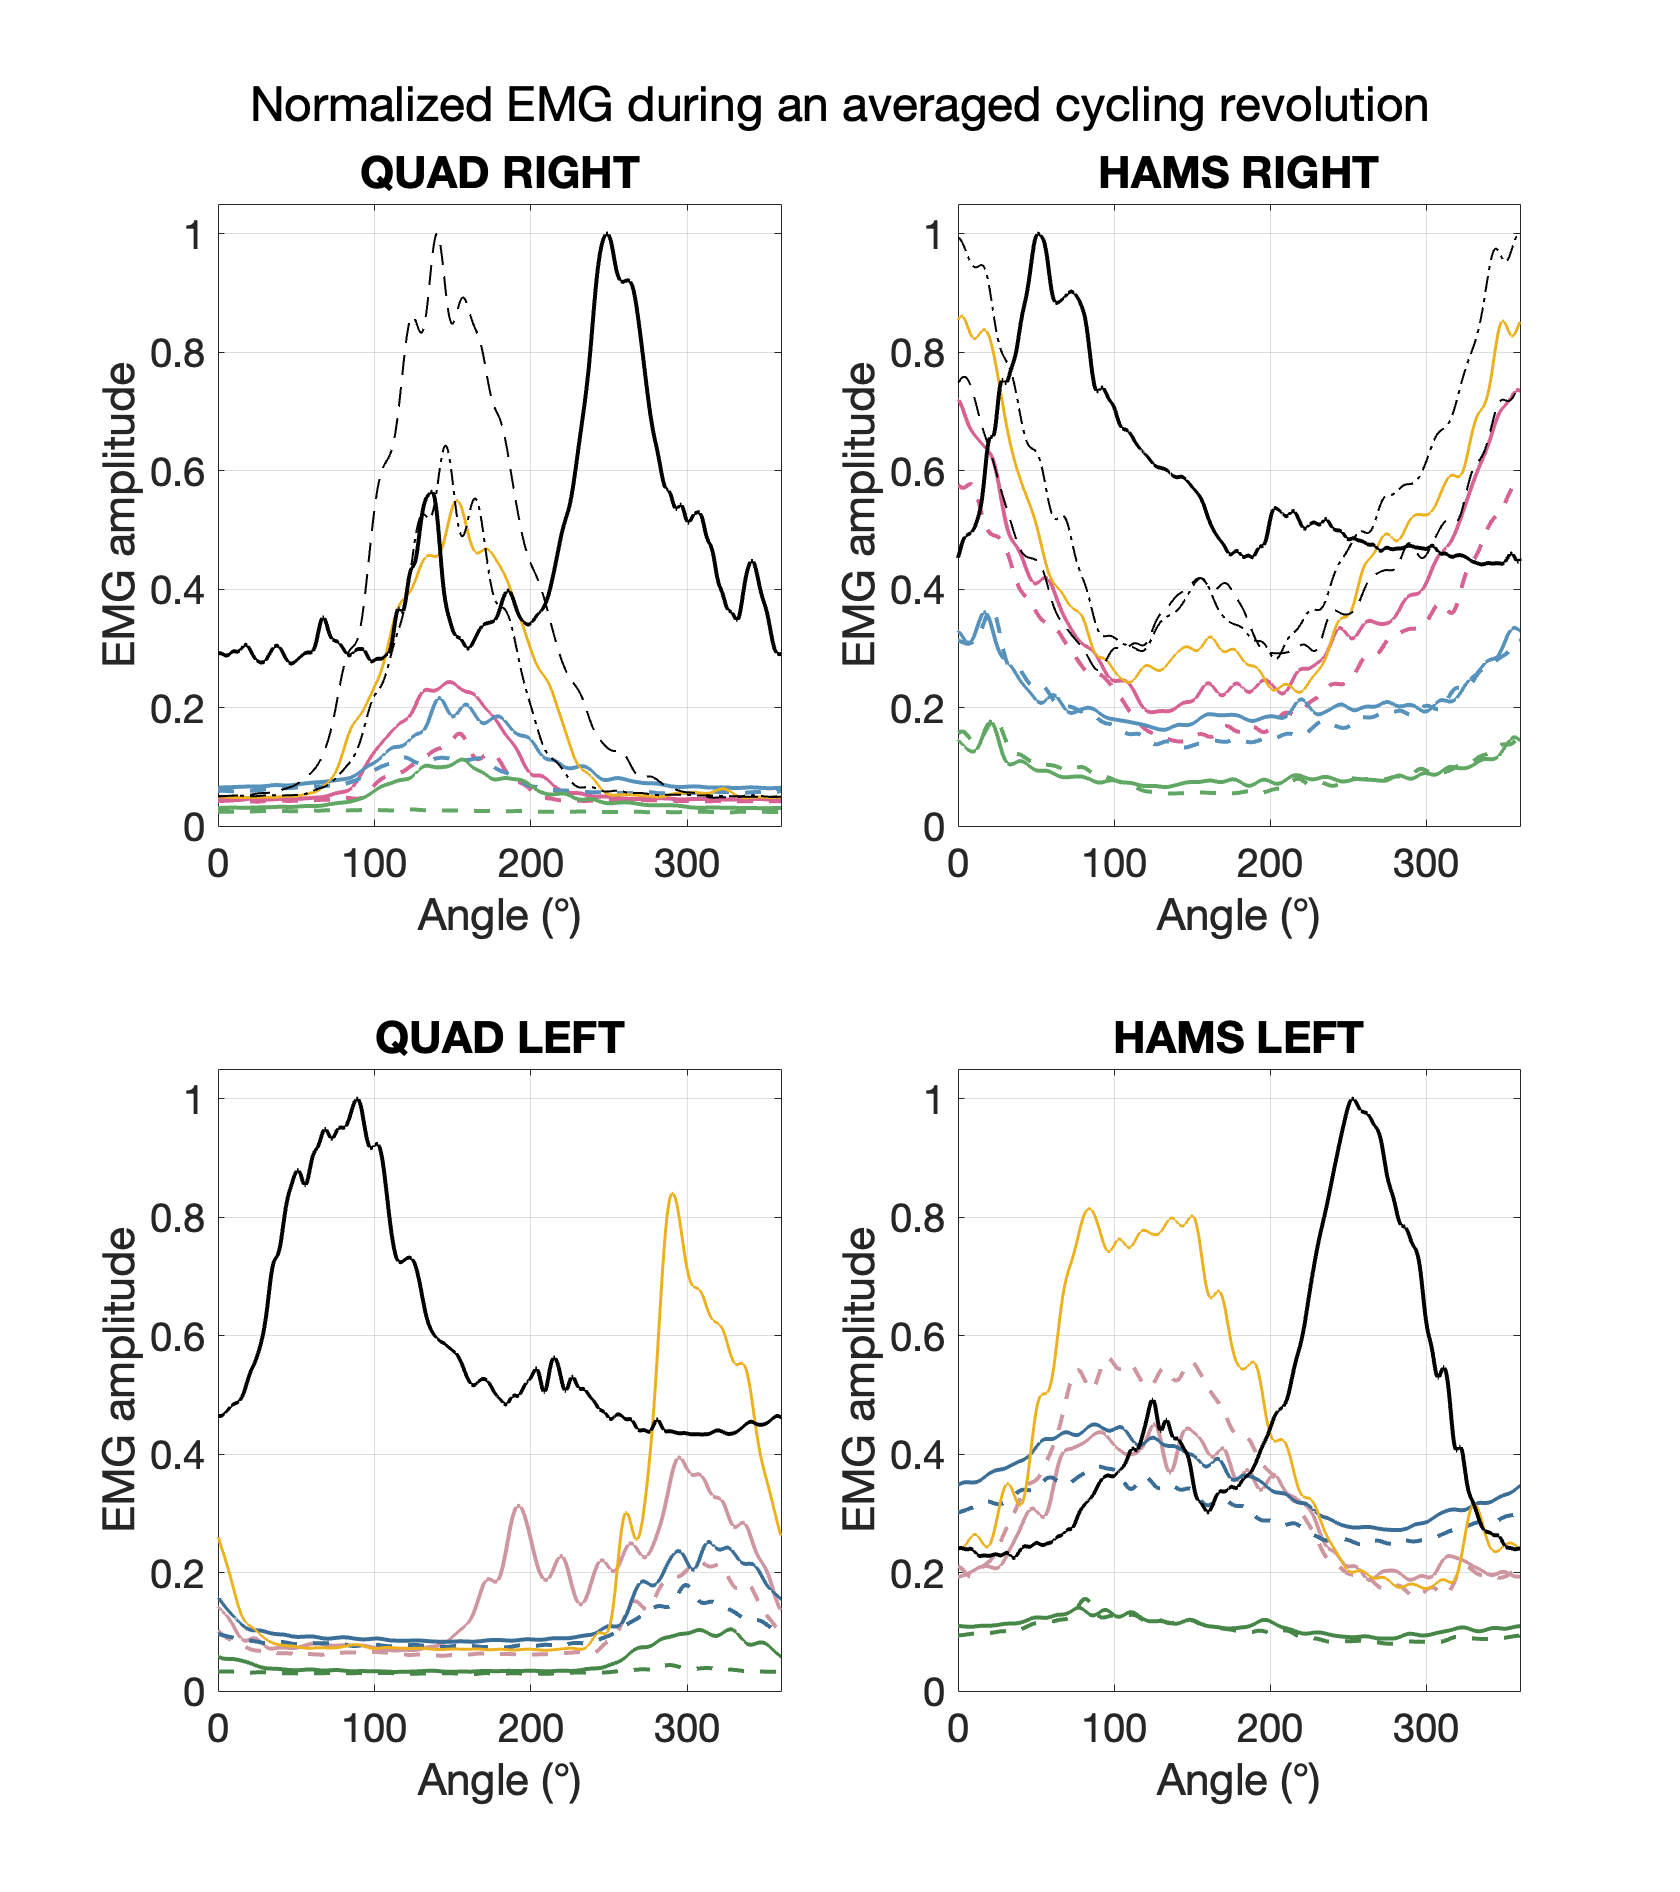 Normalized EMG during an averaged cycling revolution
QUAD RIGHT
HAMS RIGHT
1
0.8
0.6
0.4
0.2
0
EMG amplitude
0 100 200 300
Angle (°)
1
0.8
0.6
0.4
0.2
0
EMG amplitude
0 100 200 300
Angle (°)
QUAD LEFT
HAMS LEFT
1
0.8
0.6
0.4
0.2
0
EMG amplitude
0 100 200 300
Angle (°)
1
0.8
0.6
0.4
0.2
0
EMG amplitude
0 100 200 300
Angle (°)